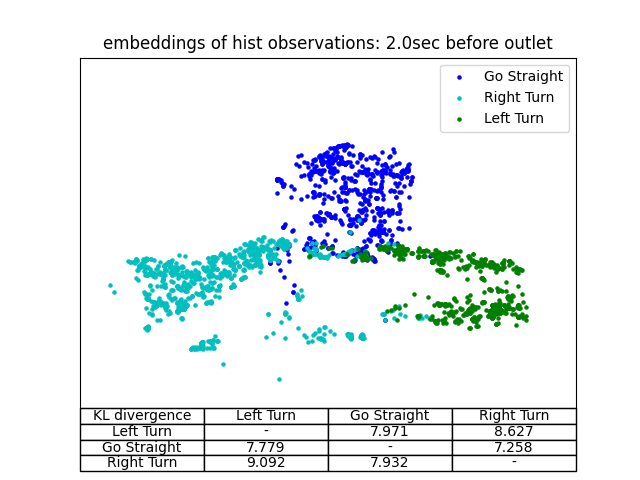 embeddings of hist observations: 2.0sec before outlet
Go Straight
Right Turn
Left Turn
KL divergence Left Turn Go Straight Right Turn
Left Turn - 7.971 8.627
Go Straight 7.779 - 7.258
Right Turn 9.092 7.932 -